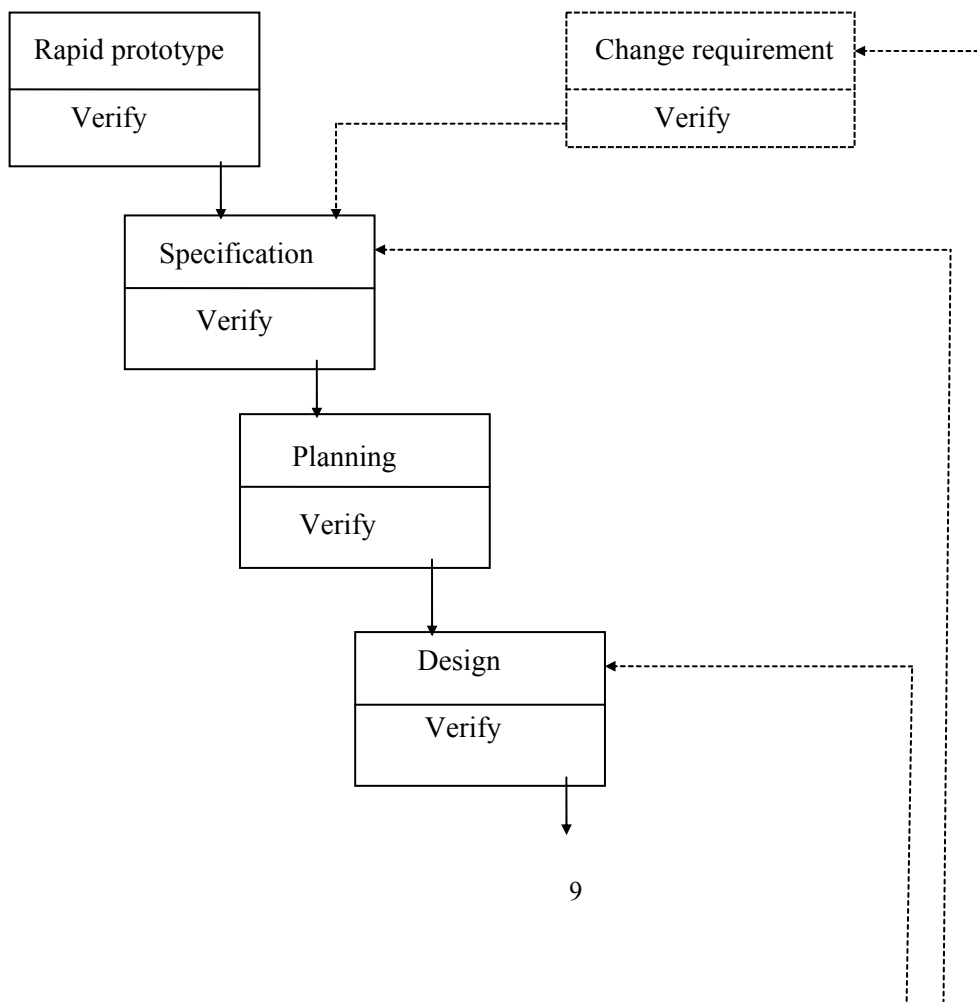 Rapid prototype
Verify
Change requirement
Verify
Specification
Verify
Planning
Verify
Design
Verify
9